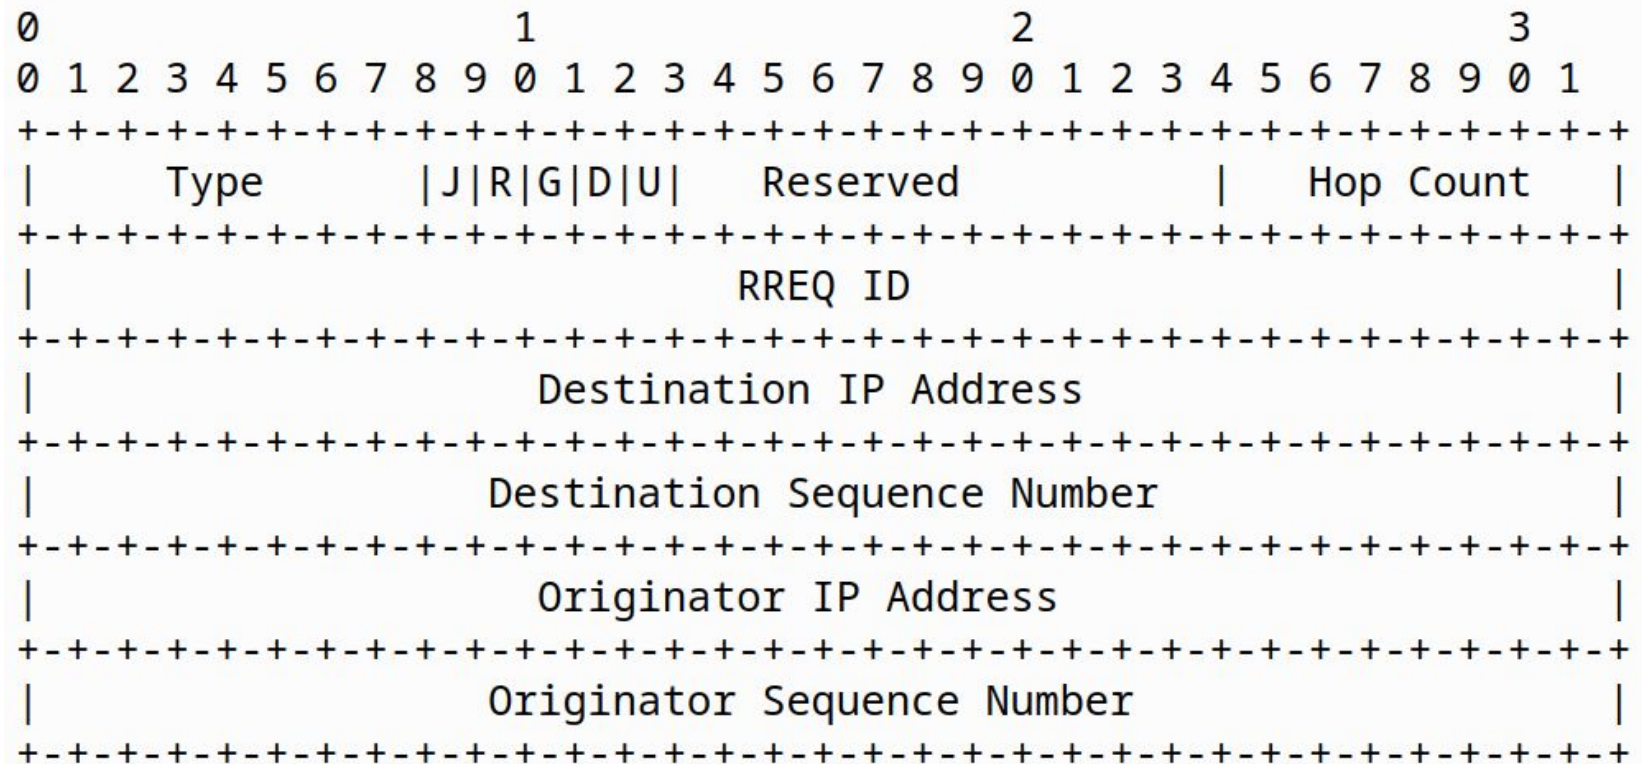 0                   1                   2                   3
0 1 2 3 4 5 6 7 8 9 0 1 2 3 4 5 6 7 8 9 0 1 2 3 4 5 6 7 8 9 0 1
+-+-+-+-+-+-+-+-+-+-+-+-+-+-+-+-+-+-+-+-+-+-+-+-+-+-+-+-+-+-+-+-+
|     Type      |J|R|G|D|U|   Reserved          |   Hop Count   |
+-+-+-+-+-+-+-+-+-+-+-+-+-+-+-+-+-+-+-+-+-+-+-+-+-+-+-+-+-+-+-+-+
|                            RREQ ID                            |
+-+-+-+-+-+-+-+-+-+-+-+-+-+-+-+-+-+-+-+-+-+-+-+-+-+-+-+-+-+-+-+-+
|                    Destination IP Address                     |
+-+-+-+-+-+-+-+-+-+-+-+-+-+-+-+-+-+-+-+-+-+-+-+-+-+-+-+-+-+-+-+-+
|                  Destination Sequence Number                  |
+-+-+-+-+-+-+-+-+-+-+-+-+-+-+-+-+-+-+-+-+-+-+-+-+-+-+-+-+-+-+-+-+
|                    Originator IP Address                      |
+-+-+-+-+-+-+-+-+-+-+-+-+-+-+-+-+-+-+-+-+-+-+-+-+-+-+-+-+-+-+-+-+
|                  Originator Sequence Number                   |
+-+-+-+-+-+-+-+-+-+-+-+-+-+-+-+-+-+-+-+-+-+-+-+-+-+-+-+-+-+-+-+-+